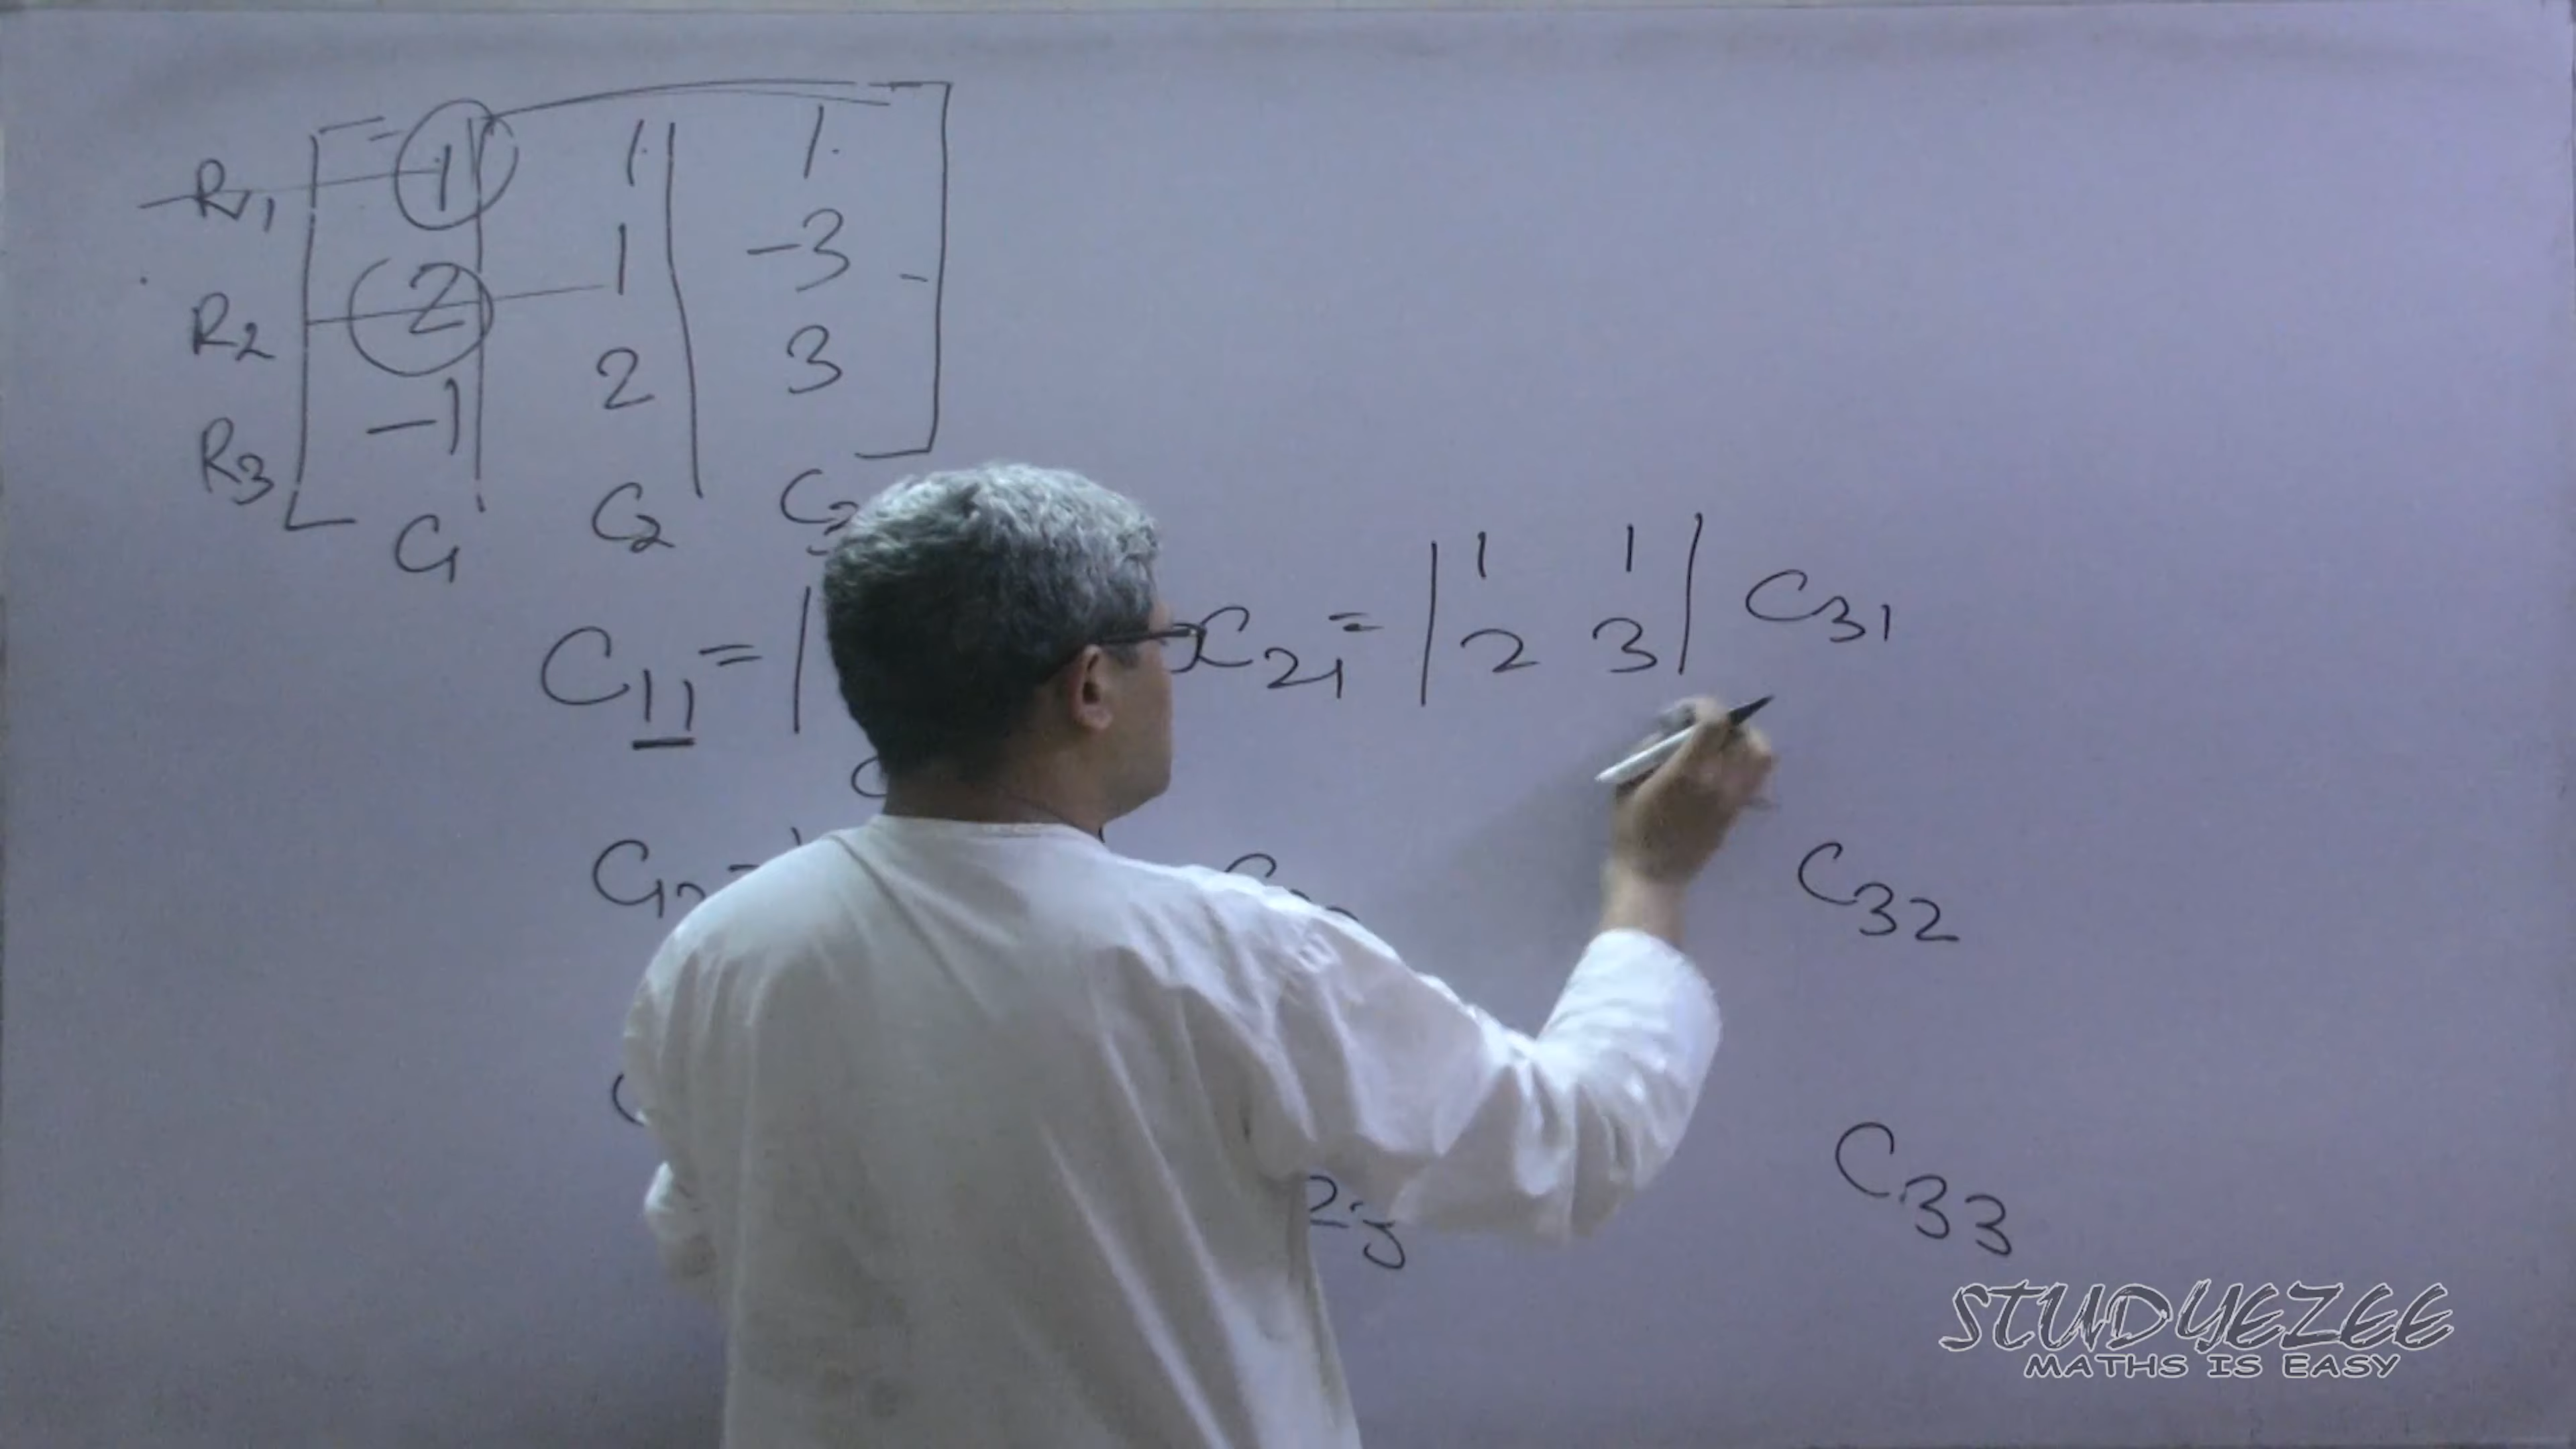 R1 1 1 1
R2 2 1 -3
R3 -1 2 3
C1 C2
C11 = | C21 = | 1 1 | C31
2 3
C32
C33
STUDYEZEE
MATHS IS EASY